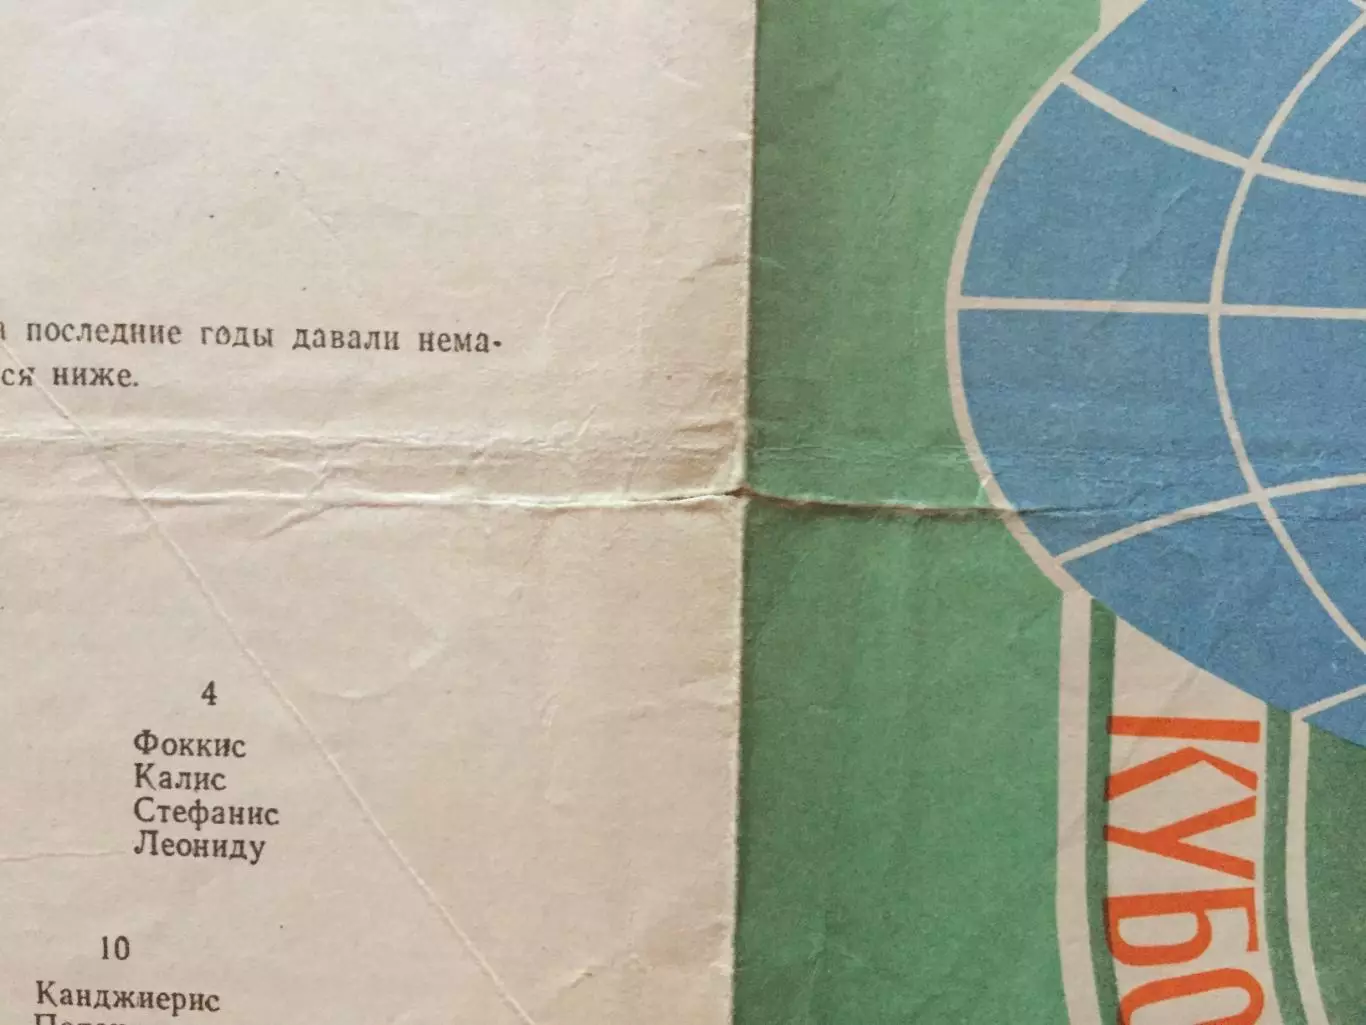 последние годы давали нема-
ся ниже.
4
Фоккис
Калис
Стефанис
Леониду
10
Канджиерис
КУБО